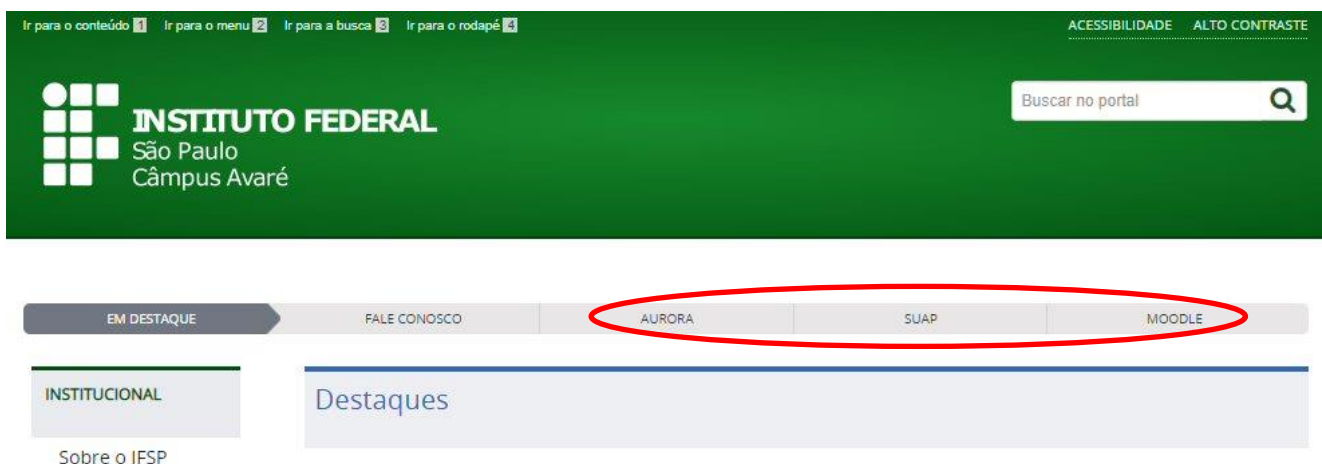 Ir para o conteúdo 1 Ir para o menu 2 Ir para a busca 3 Ir para o rodapé 4 ACESSIBILIDADE ALTO CONTRASTE
Buscar no portal
INSTITUTO FEDERAL
São Paulo
Câmpus Avaré
EM DESTAQUE FALE CONOSCO AURORA SUAP MOODLE
INSTITUCIONAL
Destaques
Sobre o IFSP